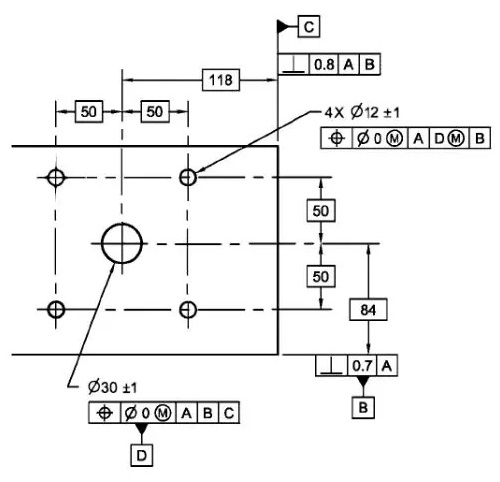 C
⊥ 0.8 A B
118
50 50
4X Ø12 ±1
⌖ Ø 0 Ⓜ A D Ⓜ B
50
50
84
⊥ 0.7 A
B
Ø30 ±1
⌖ Ø 0 Ⓜ A B C
D